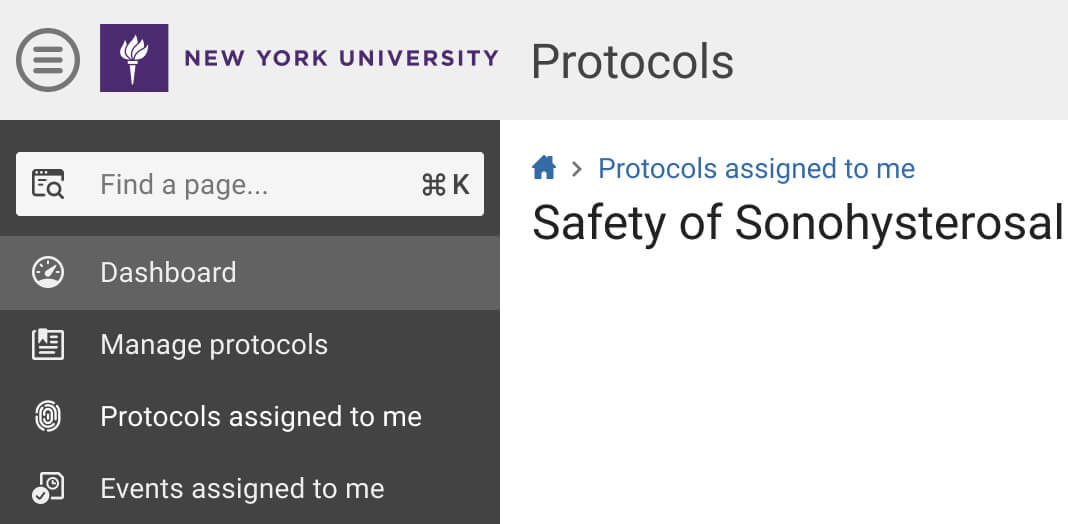 NEW YORK UNIVERSITY
Protocols
Find a page... ⌘ K
Dashboard
Manage protocols
Protocols assigned to me
Events assigned to me
Protocols assigned to me
Safety of Sonohysterosal